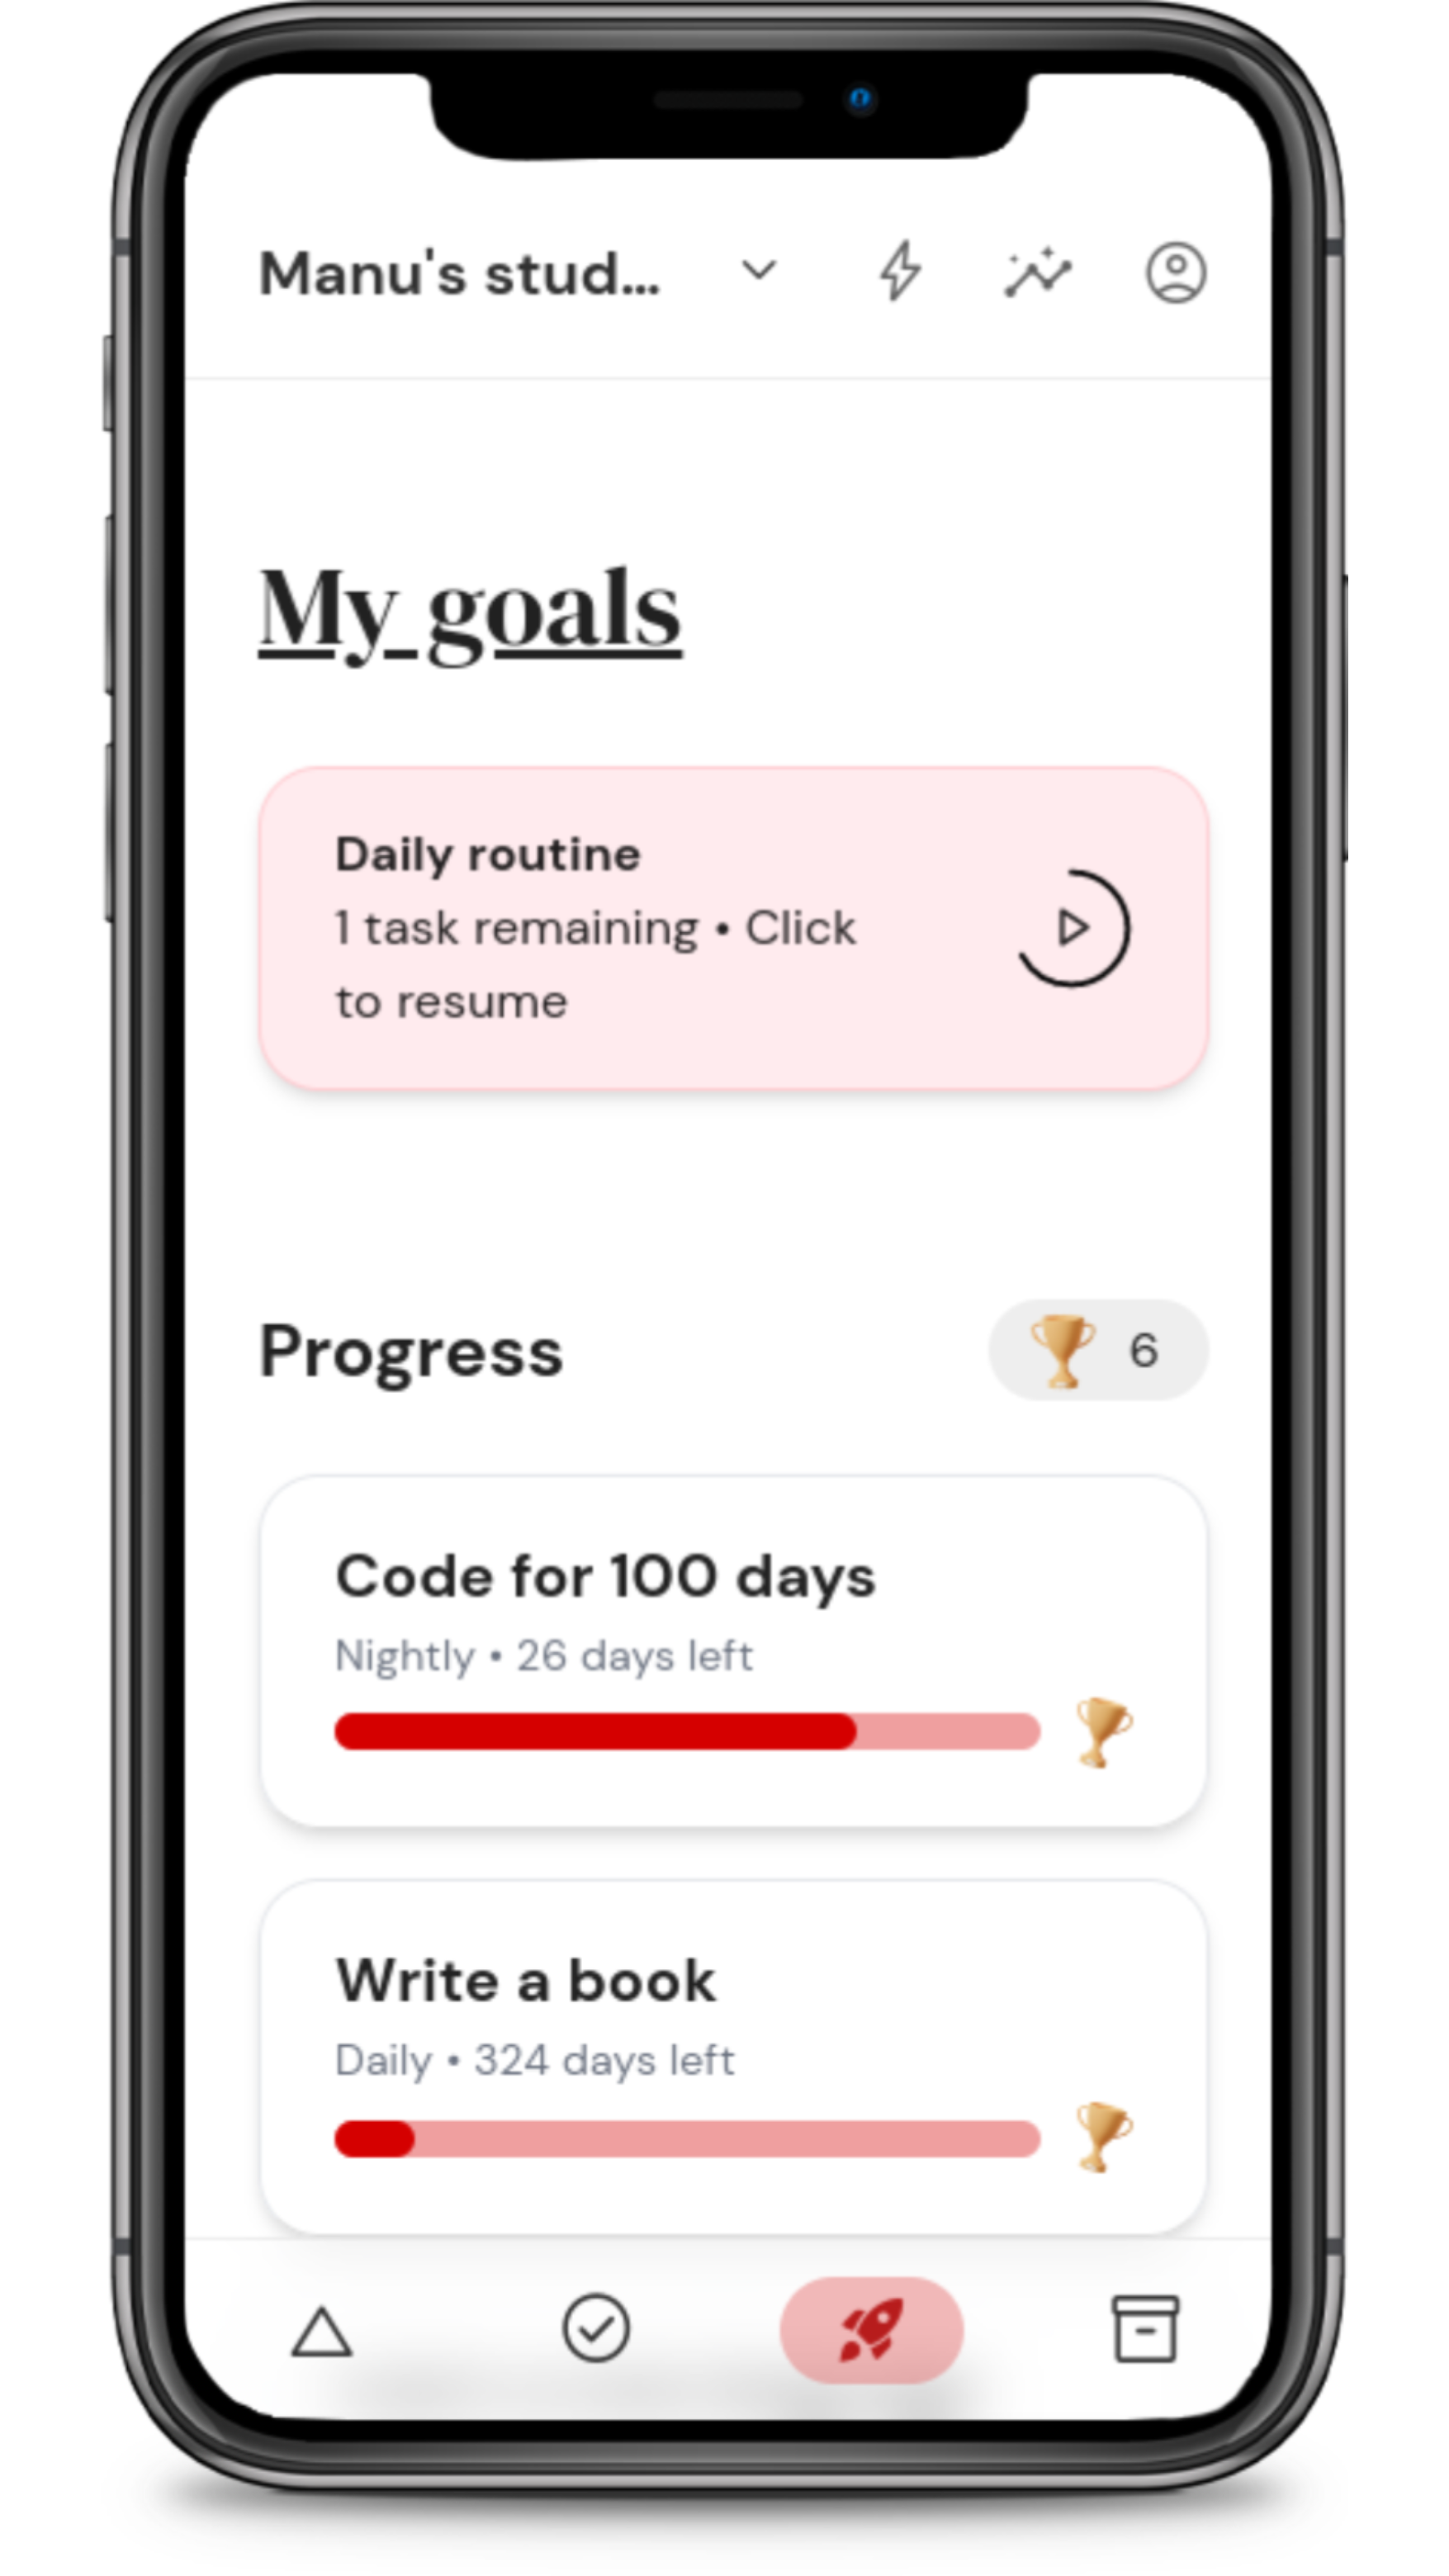 Manu's stud...
My goals
Daily routine
1 task remaining • Click
to resume
Progress
6
Code for 100 days
Nightly • 26 days left
Write a book
Daily • 324 days left